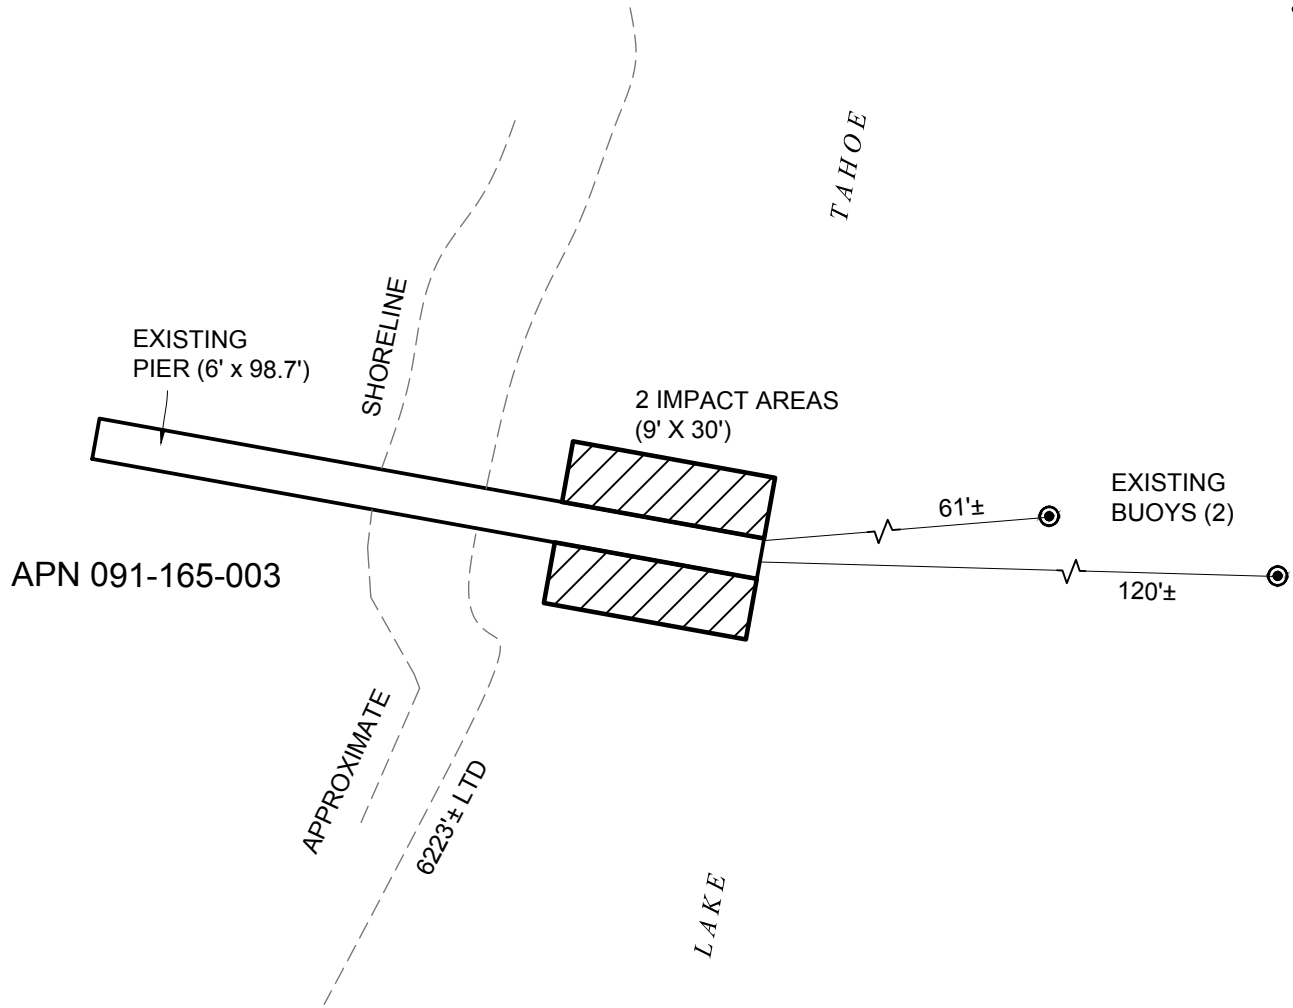 TAHOE
SHORELINE
EXISTING
PIER (6' x 98.7')
2 IMPACT AREAS
(9' X 30')
61'±
EXISTING
BUOYS (2)
120'±
APN 091-165-003
APPROXIMATE
6223'± LTD
LAKE